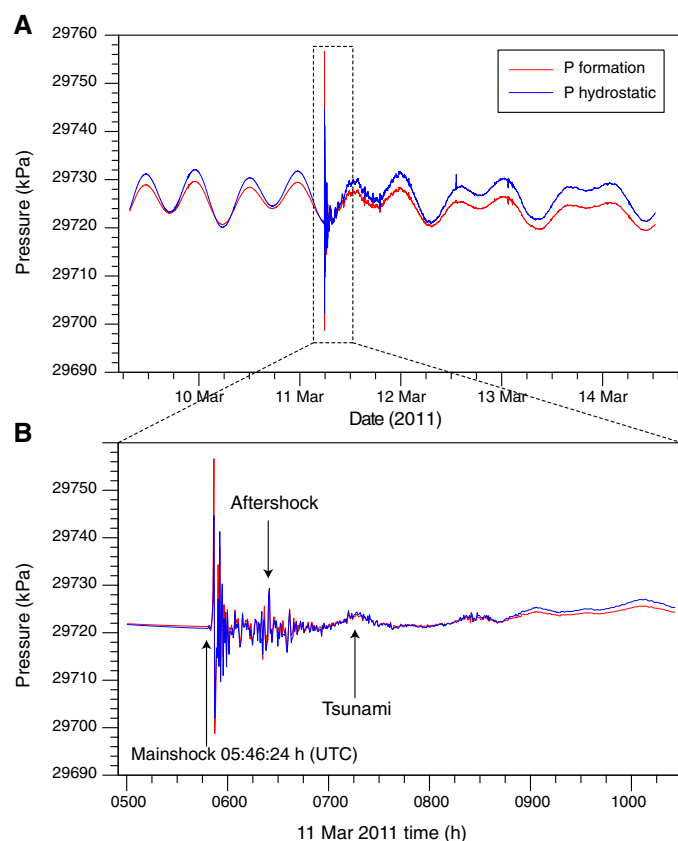 A
29760
29750
29740
29730
29720
29710
29700
29690
Pressure (kPa)
P formation
P hydrostatic
10 Mar
11 Mar
12 Mar
13 Mar
14 Mar
Date (2011)
B
29750
29740
29730
29720
29710
29700
29690
Pressure (kPa)
Aftershock
Tsunami
Mainshock 05:46:24 h (UTC)
0500
0600
0700
0800
0900
1000
11 Mar 2011 time (h)